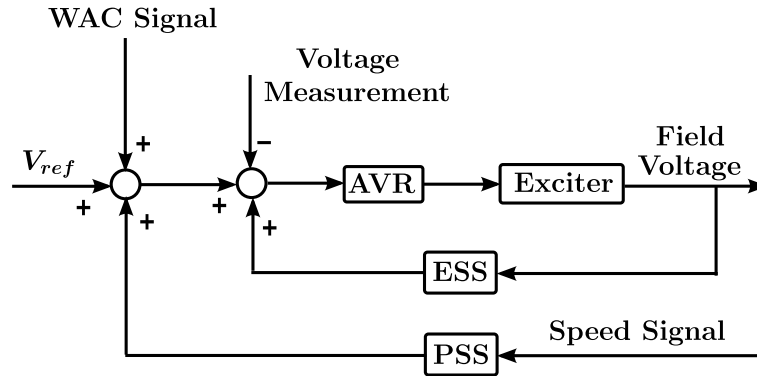 WAC Signal
Voltage
Measurement
+
−
V_ref
Field
Voltage
AVR
Exciter
+
+
+
+
ESS
Speed Signal
PSS